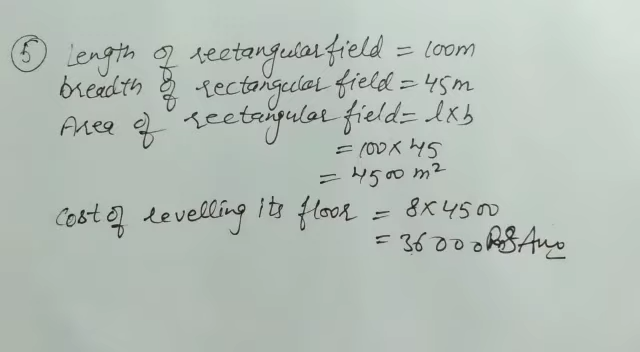 ⑤ Length of rectangular field = 100m
breadth of rectangular field = 45m
Area of rectangular field = l×b
= 100×45
= 4500 m²
Cost of levelling its floor = 8×4500
= 36000 Rs Ans